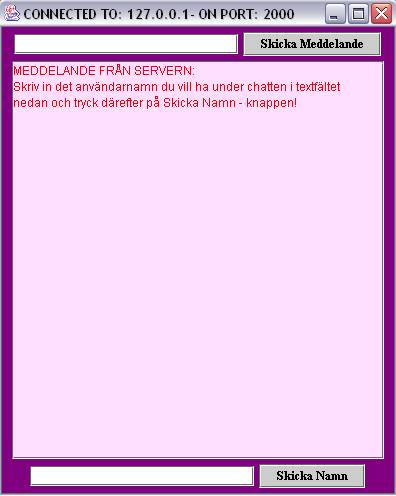 CONNECTED TO: 127.0.0.1- ON PORT: 2000
Skicka Meddelande
MEDDELANDE FRÅN SERVERN:
Skriv in det användarnamn du vill ha under chatten i textfältet
nedan och tryck därefter på Skicka Namn - knappen!
Skicka Namn